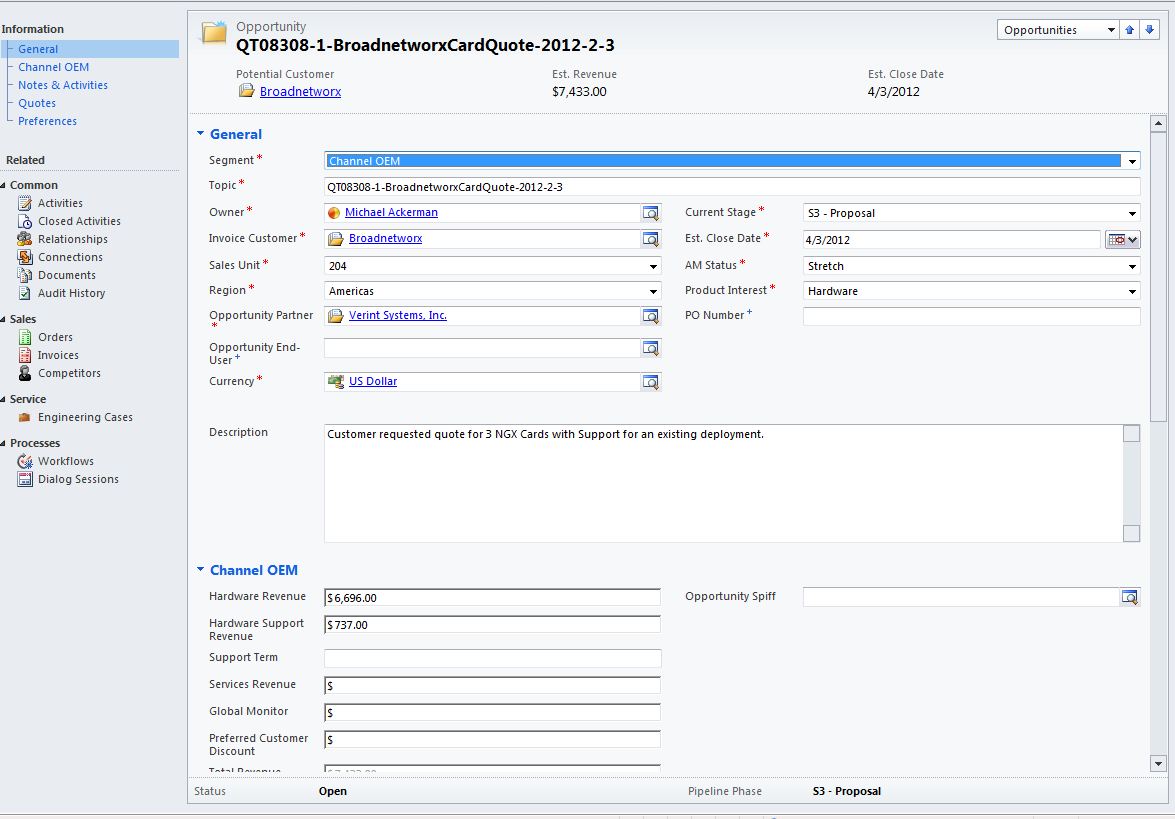 Information
General
Channel OEM
Notes & Activities
Quotes
Preferences
Related
Common
Activities
Closed Activities
Relationships
Connections
Documents
Audit History
Sales
Orders
Invoices
Competitors
Service
Engineering Cases
Processes
Workflows
Dialog Sessions
Opportunity
QT08308-1-BroadnetworxCardQuote-2012-2-3
Opportunities
Potential Customer Est. Revenue Est. Close Date
Broadnetworx $7,433.00 4/3/2012
General
Segment* Channel OEM
Topic* QT08308-1-BroadnetworxCardQuote-2012-2-3
Owner* Michael Ackerman Current Stage* S3 - Proposal
Invoice Customer* Broadnetworx Est. Close Date* 4/3/2012
Sales Unit* 204 AM Status* Stretch
Region* Americas Product Interest* Hardware
Opportunity Partner* Verint Systems, Inc. PO Number+
Opportunity End-
User+
Currency* US Dollar
Description Customer requested quote for 3 NGX Cards with Support for an existing deployment.
Channel OEM
Hardware Revenue $6,696.00 Opportunity Spiff
Hardware Support $737.00
Revenue
Support Term
Services Revenue $
Global Monitor $
Preferred Customer $
Discount
Total Revenue $7,433.00
Status Open Pipeline Phase S3 - Proposal